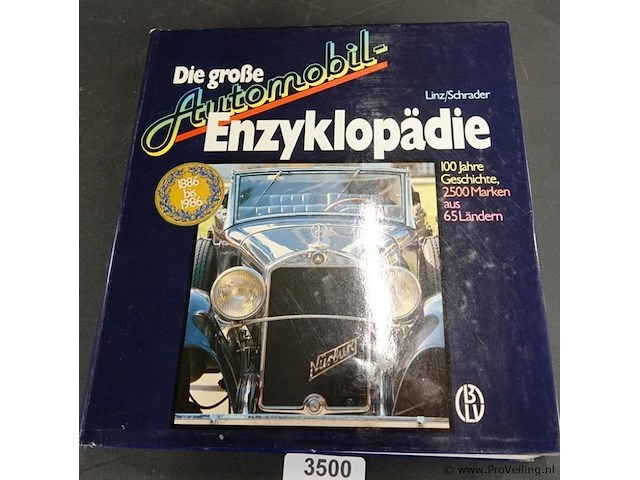 Die große
Automobil-
Linz/Schrader
Enzyklopädie
100 Jahre
Geschichte,
2500 Marken
aus
65 Ländern
1886
bis
1986
Nürburg
BLV
3500
© www.ProVeiling.nl